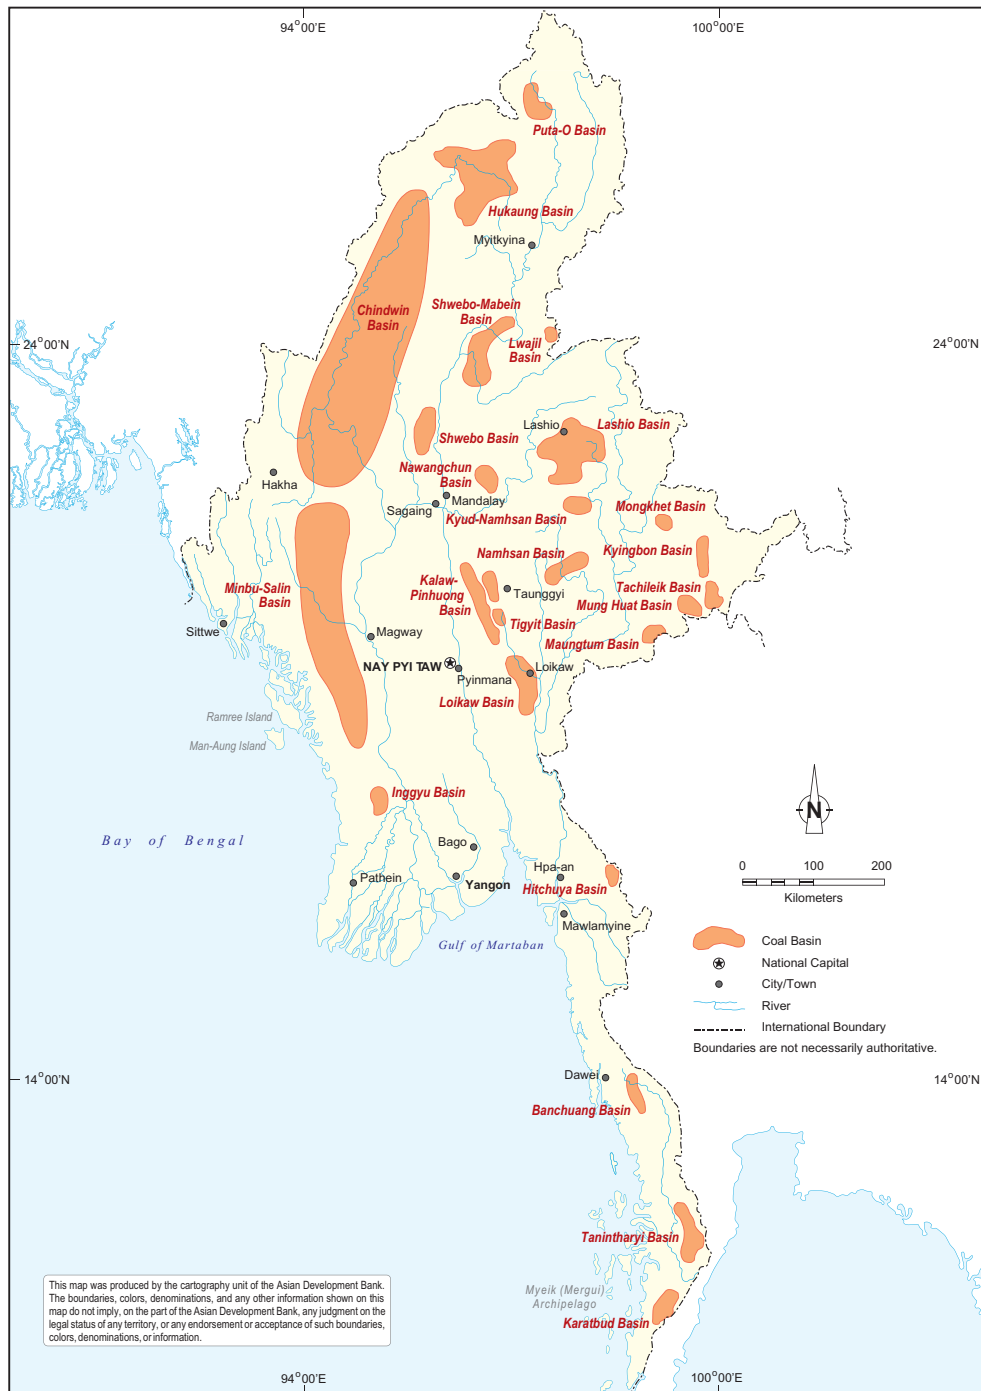 94°00'E
100°00'E
Puta-O Basin
Hukaung Basin
Myitkyina
Chindwin
Basin
Shwebo-Mabein
Basin
Lwajil
Basin
24°00'N
24°00'N
Lashio
Lashio Basin
Shwebo Basin
Hakha
Nawangchun
Basin
Mandalay
Sagaing
Kyud-Namhsan Basin
Mongkhet Basin
Namhsan Basin
Kyingbon Basin
Minbu-Salin
Basin
Kalaw-
Pinhuong
Basin
Taunggyi
Tachileik Basin
Mung Huat Basin
Tigyit Basin
Sittwe
Magway
Maungtum Basin
NAY PYI TAW
Pyinmana
Loikaw
Loikaw Basin
Ramree Island
Man-Aung Island
Inggyu Basin
Bay of Bengal
Bago
Pathein
Yangon
Hpa-an
Hitchuya Basin
Mawlamyine
Gulf of Martaban
N
0 100 200
Kilometers
Coal Basin
National Capital
City/Town
River
International Boundary
Boundaries are not necessarily authoritative.
14°00'N
14°00'N
Dawei
Banchuang Basin
Tanintharyi Basin
Myeik (Mergui)
Archipelago
Karatbud Basin
This map was produced by the cartography unit of the Asian Development Bank.
The boundaries, colors, denominations, and any other information shown on this
map do not imply, on the part of the Asian Development Bank, any judgment on the
legal status of any territory, or any endorsement or acceptance of such boundaries,
colors, denominations, or information.
94°00'E
100°00'E